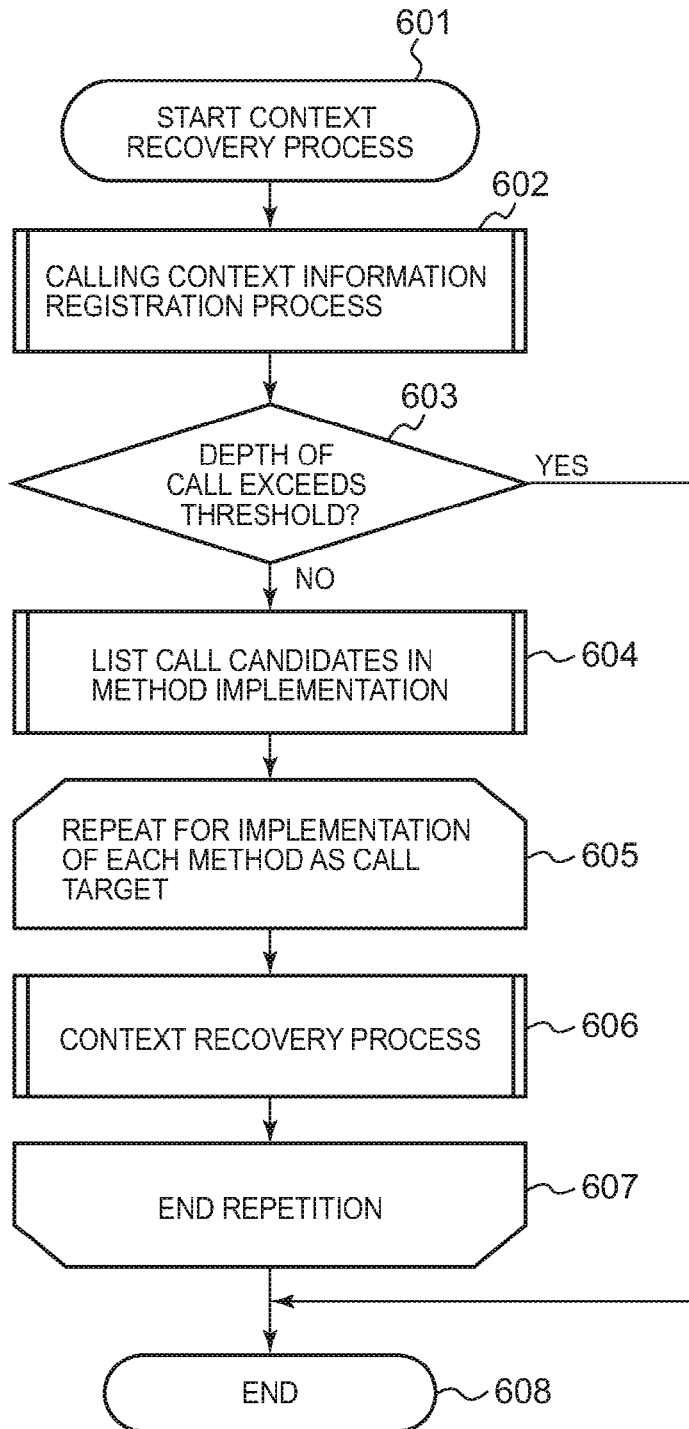 601
START CONTEXT
RECOVERY PROCESS
602
CALLING CONTEXT INFORMATION
REGISTRATION PROCESS
603
DEPTH OF
CALL EXCEEDS
THRESHOLD?
YES
NO
LIST CALL CANDIDATES IN
METHOD IMPLEMENTATION
604
REPEAT FOR IMPLEMENTATION
OF EACH METHOD AS CALL
TARGET
605
CONTEXT RECOVERY PROCESS
606
END REPETITION
607
END
608